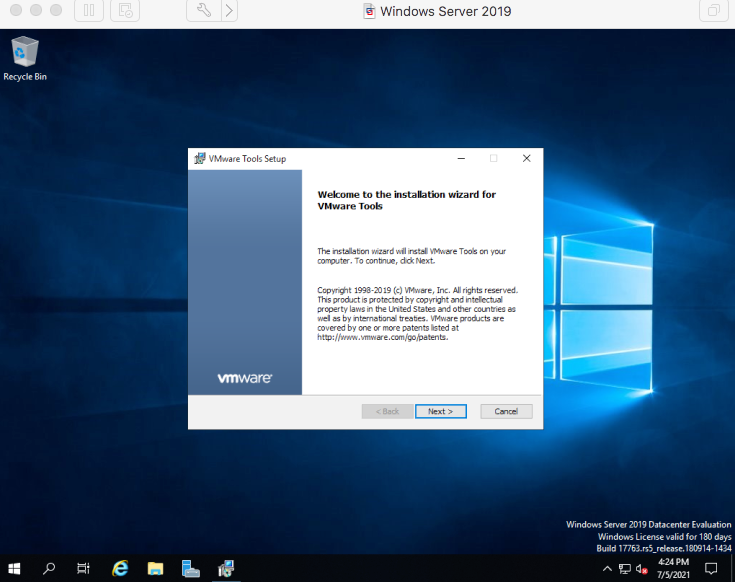 Windows Server 2019
Recycle Bin
VMware Tools Setup
Welcome to the installation wizard for
VMware Tools
The installation wizard will install VMware Tools on your
computer. To continue, click Next.
Copyright 1998-2019 (c) VMware, Inc. All rights reserved.
This product is protected by copyright and intellectual
property laws in the United States and other countries as
well as by international treaties. VMware products are
covered by one or more patents listed at
http://www.vmware.com/go/patents.
vmware®
< Back
Next >
Cancel
Windows Server 2019 Datacenter Evaluation
Windows License valid for 180 days
Build 17763.rs5_release.180914-1434
4:24 PM
7/5/2021